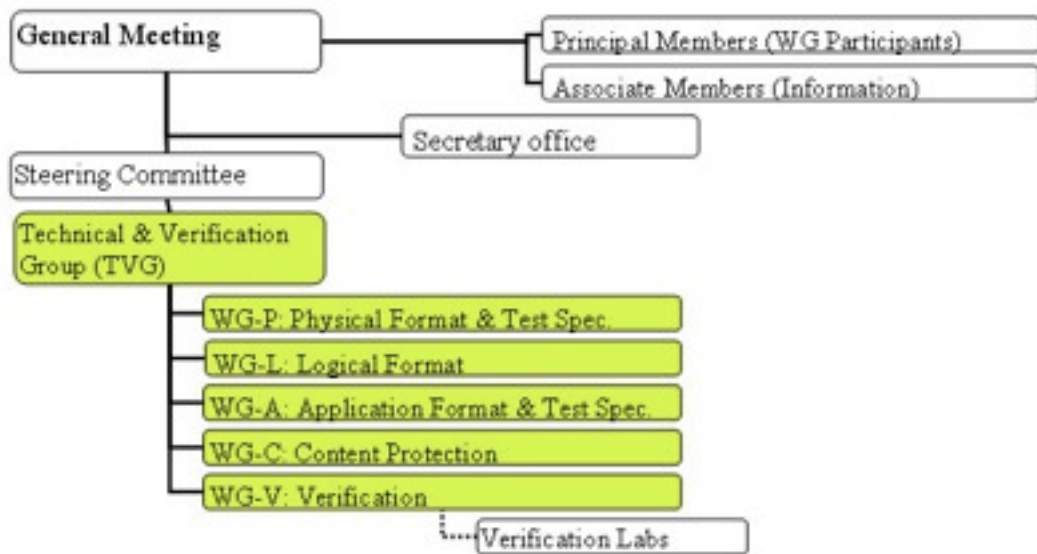 General Meeting
Principal Members (WG Participants)
Associate Members (Information)
Secretary office
Steering Committee
Technical & Verification
Group (TVG)
WG-P: Physical Format & Test Spec.
WG-L: Logical Format
WG-A: Application Format & Test Spec.
WG-C: Content Protection
WG-V: Verification
Verification Labs